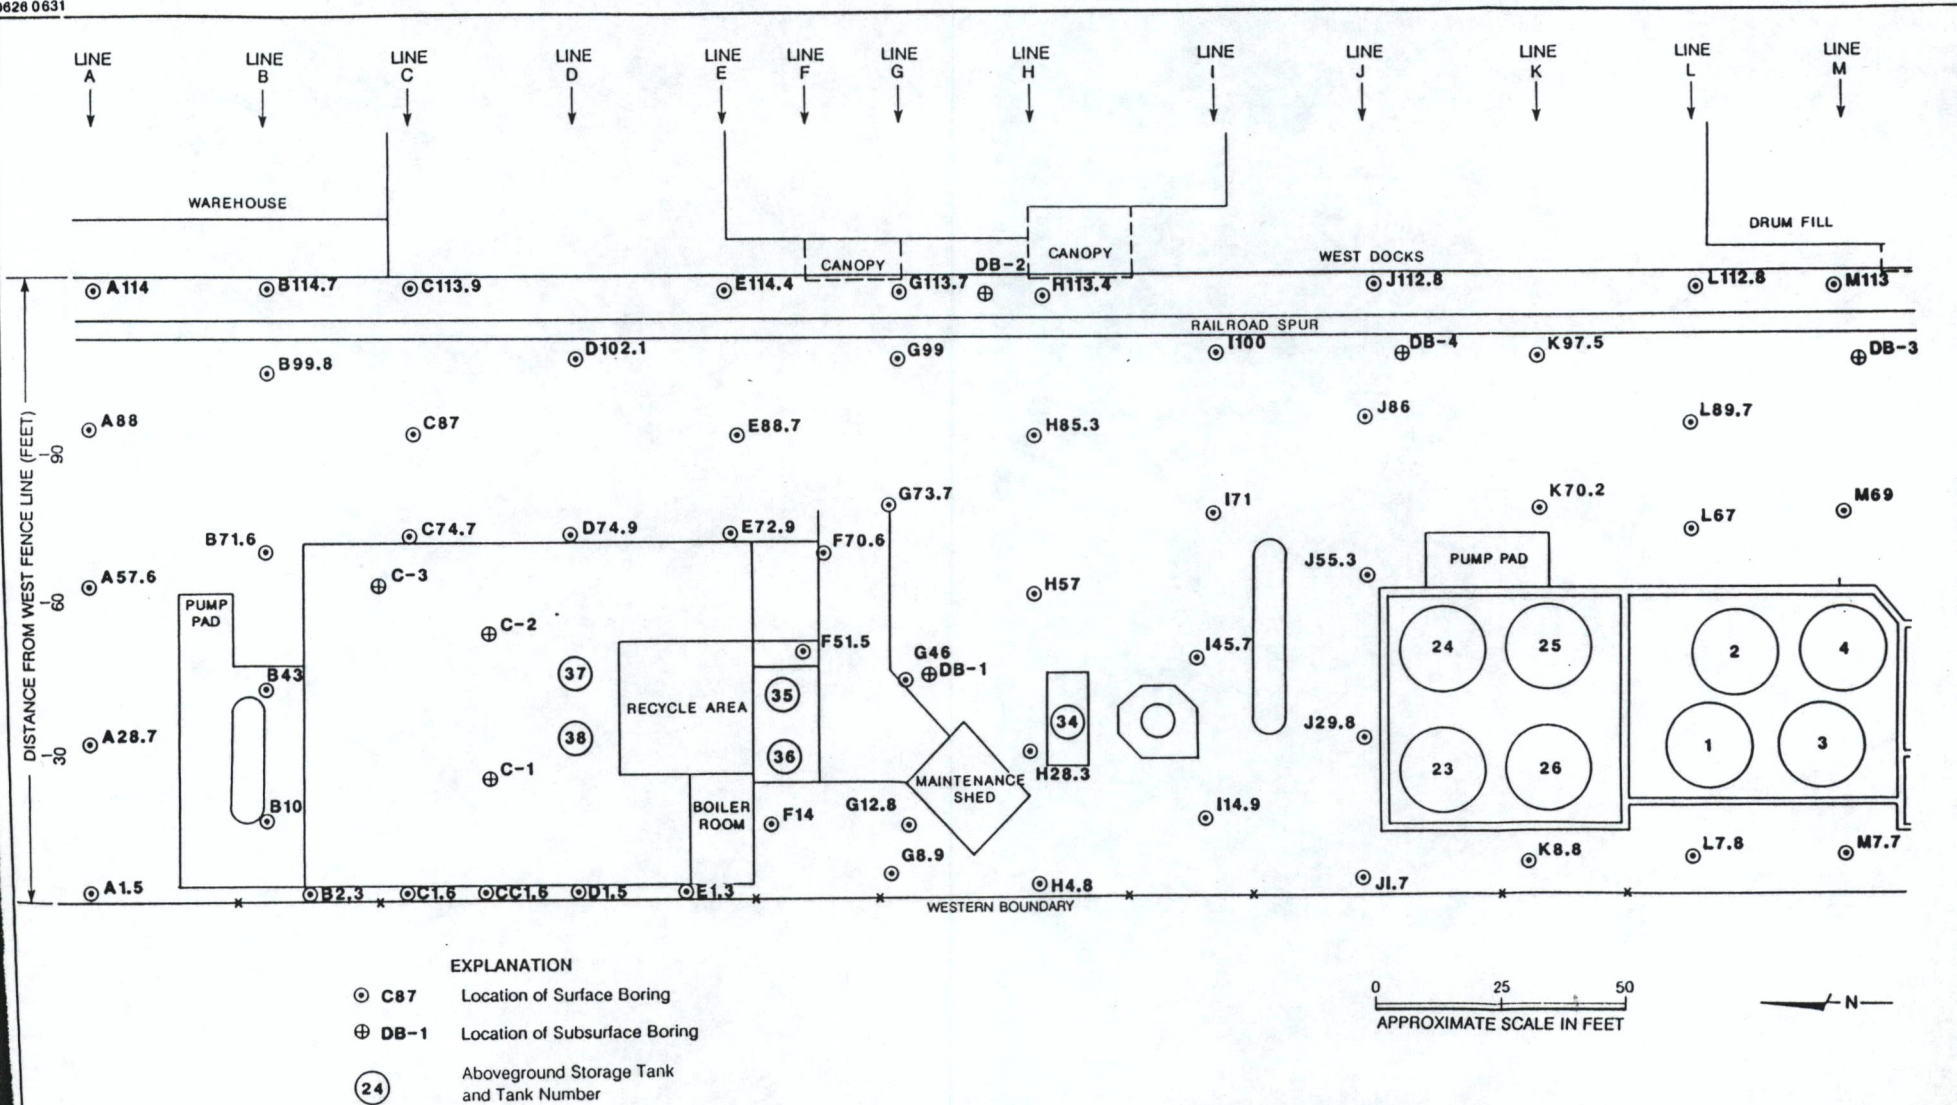 0626 0631
LINE A
LINE B
LINE C
LINE D
LINE E
LINE F
LINE G
LINE H
LINE I
LINE J
LINE K
LINE L
LINE M
WAREHOUSE
DRUM FILL
CANOPY
CANOPY
WEST DOCKS
DB-2
A114
B114.7
C113.9
E114.4
G113.7
H113.4
J112.8
L112.8
M113
RAILROAD SPUR
B99.8
D102.1
G99
I100
DB-4
K97.5
DB-3
A88
C87
E88.7
H85.3
J86
L89.7
DISTANCE FROM WEST FENCE LINE (FEET)
90
60
30
G73.7
I71
K70.2
M69
B71.6
C74.7
D74.9
E72.9
F70.6
L67
A57.6
C-3
H57
J55.3
PUMP PAD
PUMP
PAD
C-2
F51.5
G46
DB-1
I45.7
24
25
2
4
B43
37
35
RECYCLE AREA
34
A28.7
38
36
J29.8
1
3
C-1
H28.3
23
26
MAINTENANCE
SHED
B10
BOILER
ROOM
F14
G12.8
I14.9
G8.9
K8.8
L7.8
M7.7
A1.5
B2.3
C1.6
CC1.6
D1.5
E1.3
H4.8
J1.7
WESTERN BOUNDARY
EXPLANATION
C87 Location of Surface Boring
DB-1 Location of Subsurface Boring
24 Aboveground Storage Tank
and Tank Number
0 25 50
APPROXIMATE SCALE IN FEET
N